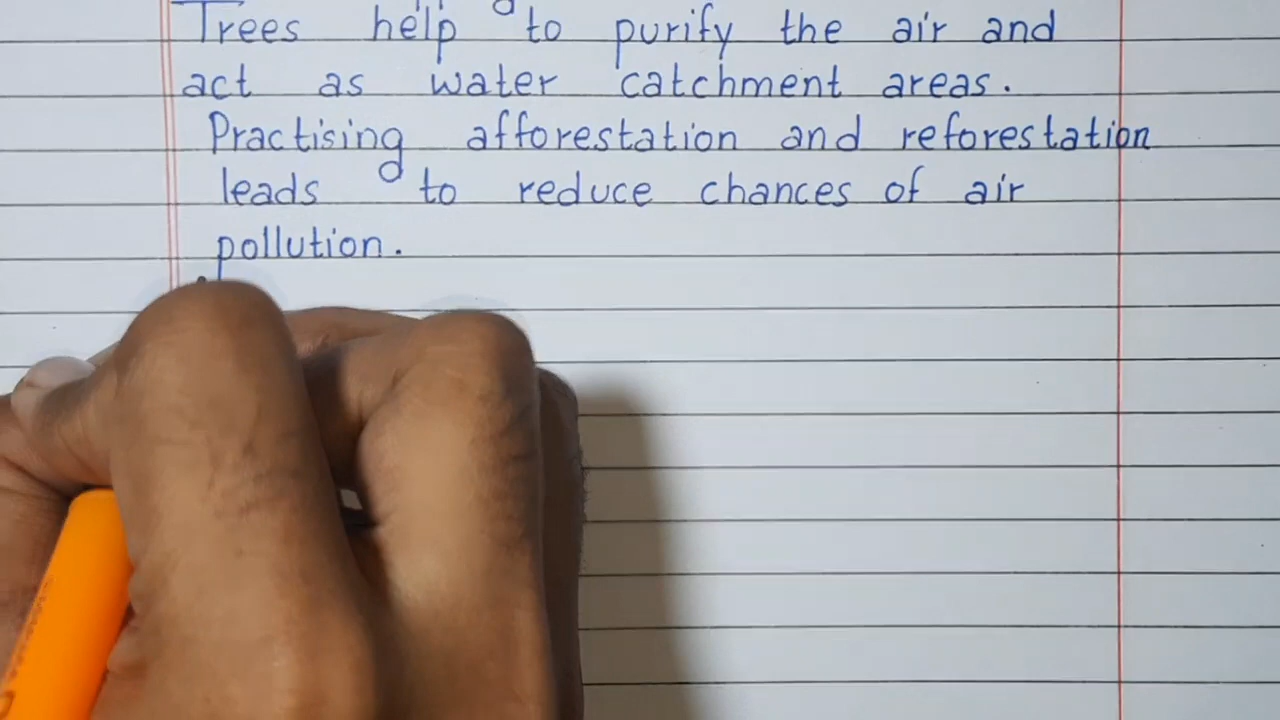 Trees help to purify the air and
act as water catchment areas.
Practising afforestation and reforestation
leads to reduce chances of air
pollution.